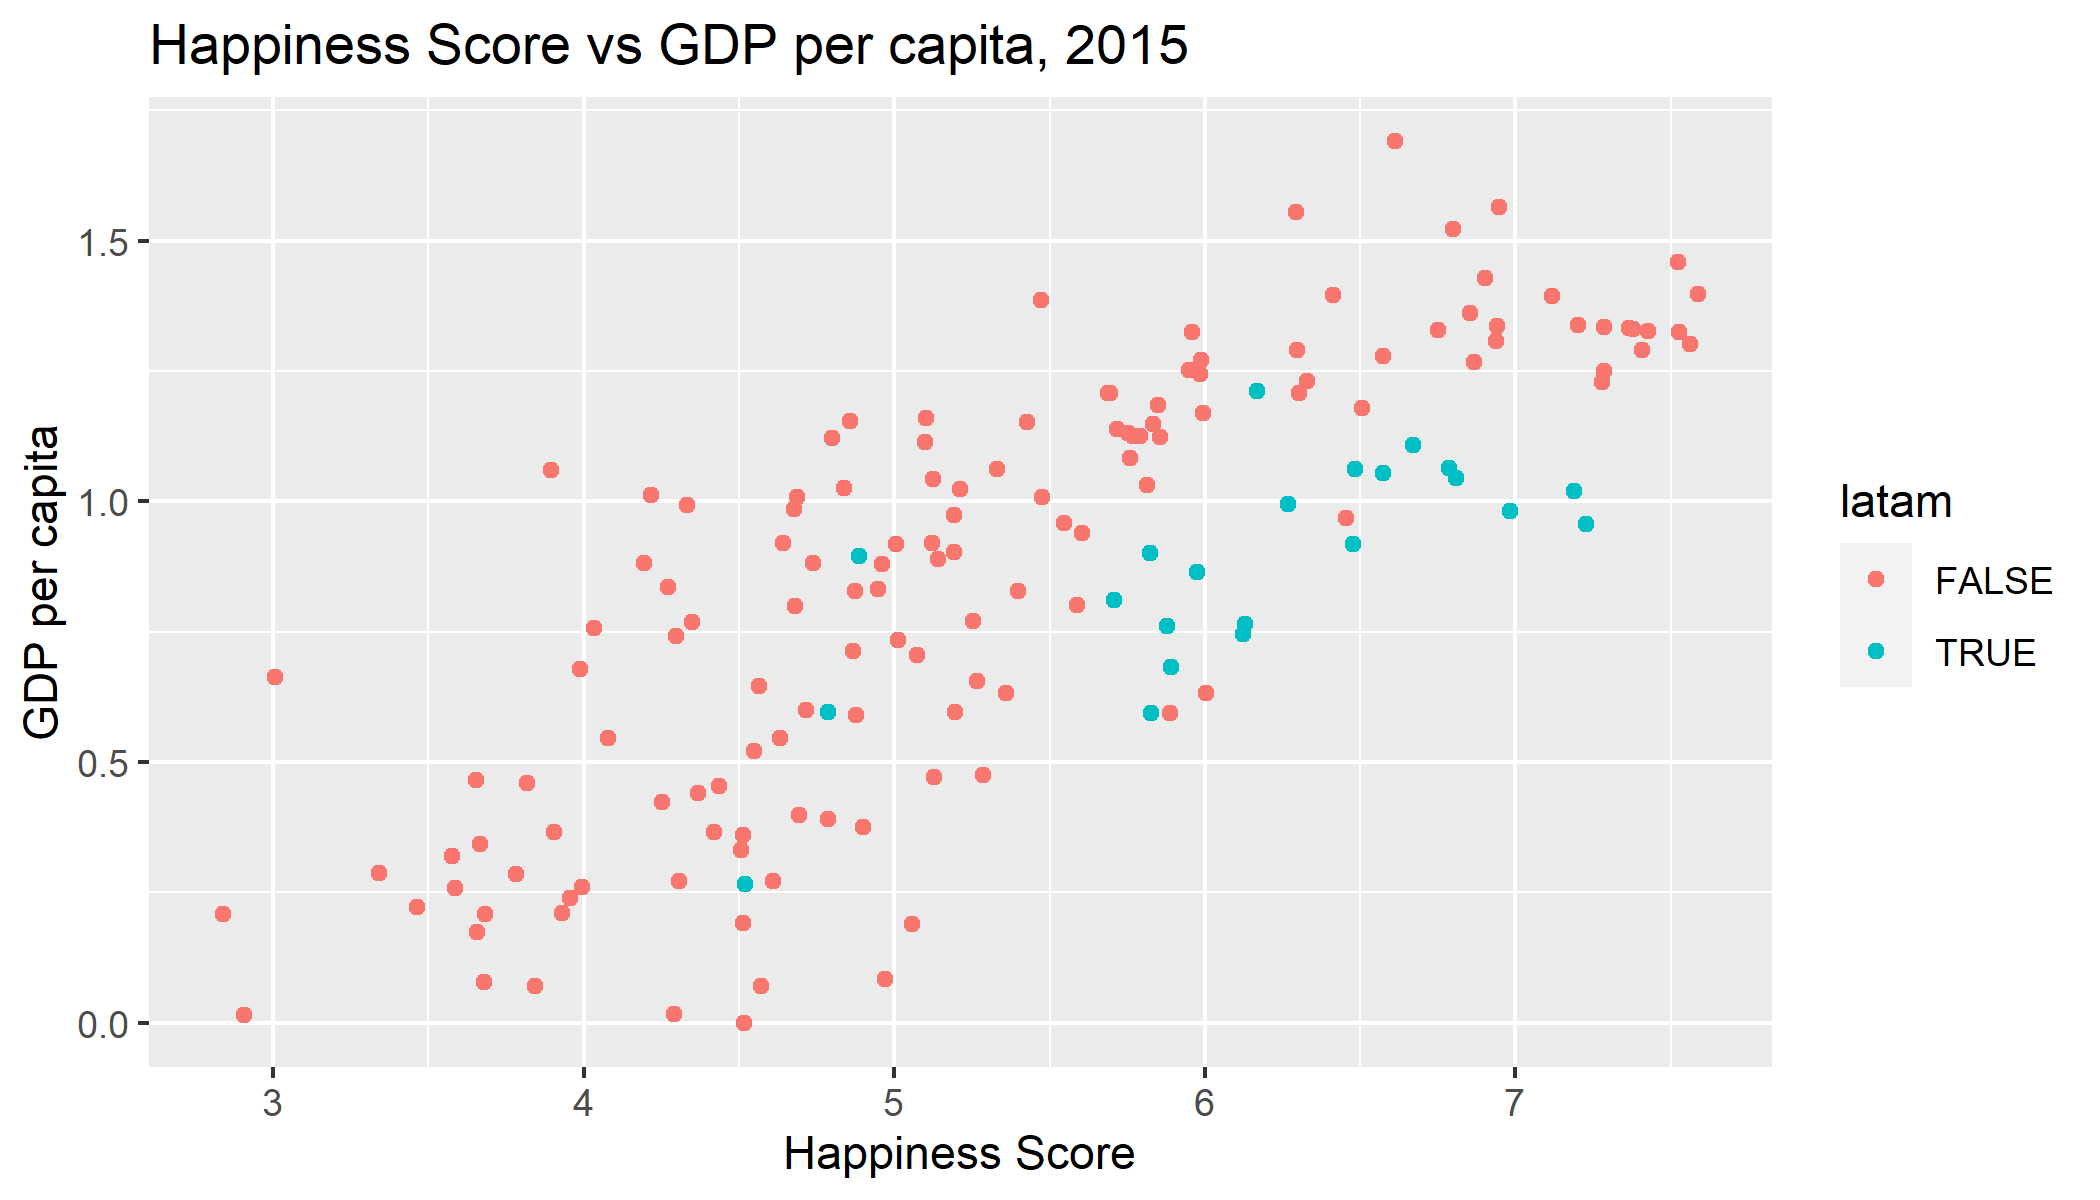 Happiness Score vs GDP per capita, 2015
GDP per capita
1.5
1.0
0.5
0.0
3 4 5 6 7
Happiness Score
latam
FALSE
TRUE